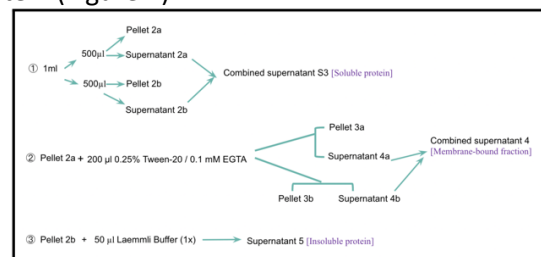 Pellet 2a
500µl
Supernatant 2a
① 1ml
Combined supernatant S3 [Soluble protein]
500µl
Pellet 2b
Supernatant 2b
Pellet 3a
Combined supernatant 4
[Membrane-bound fraction]
② Pellet 2a + 200 µl 0.25% Tween-20 / 0.1 mM EGTA
Supernatant 4a
Pellet 3b
Supernatant 4b
③ Pellet 2b + 50 µl Laemmli Buffer (1x)
Supernatant 5 [Insoluble protein]